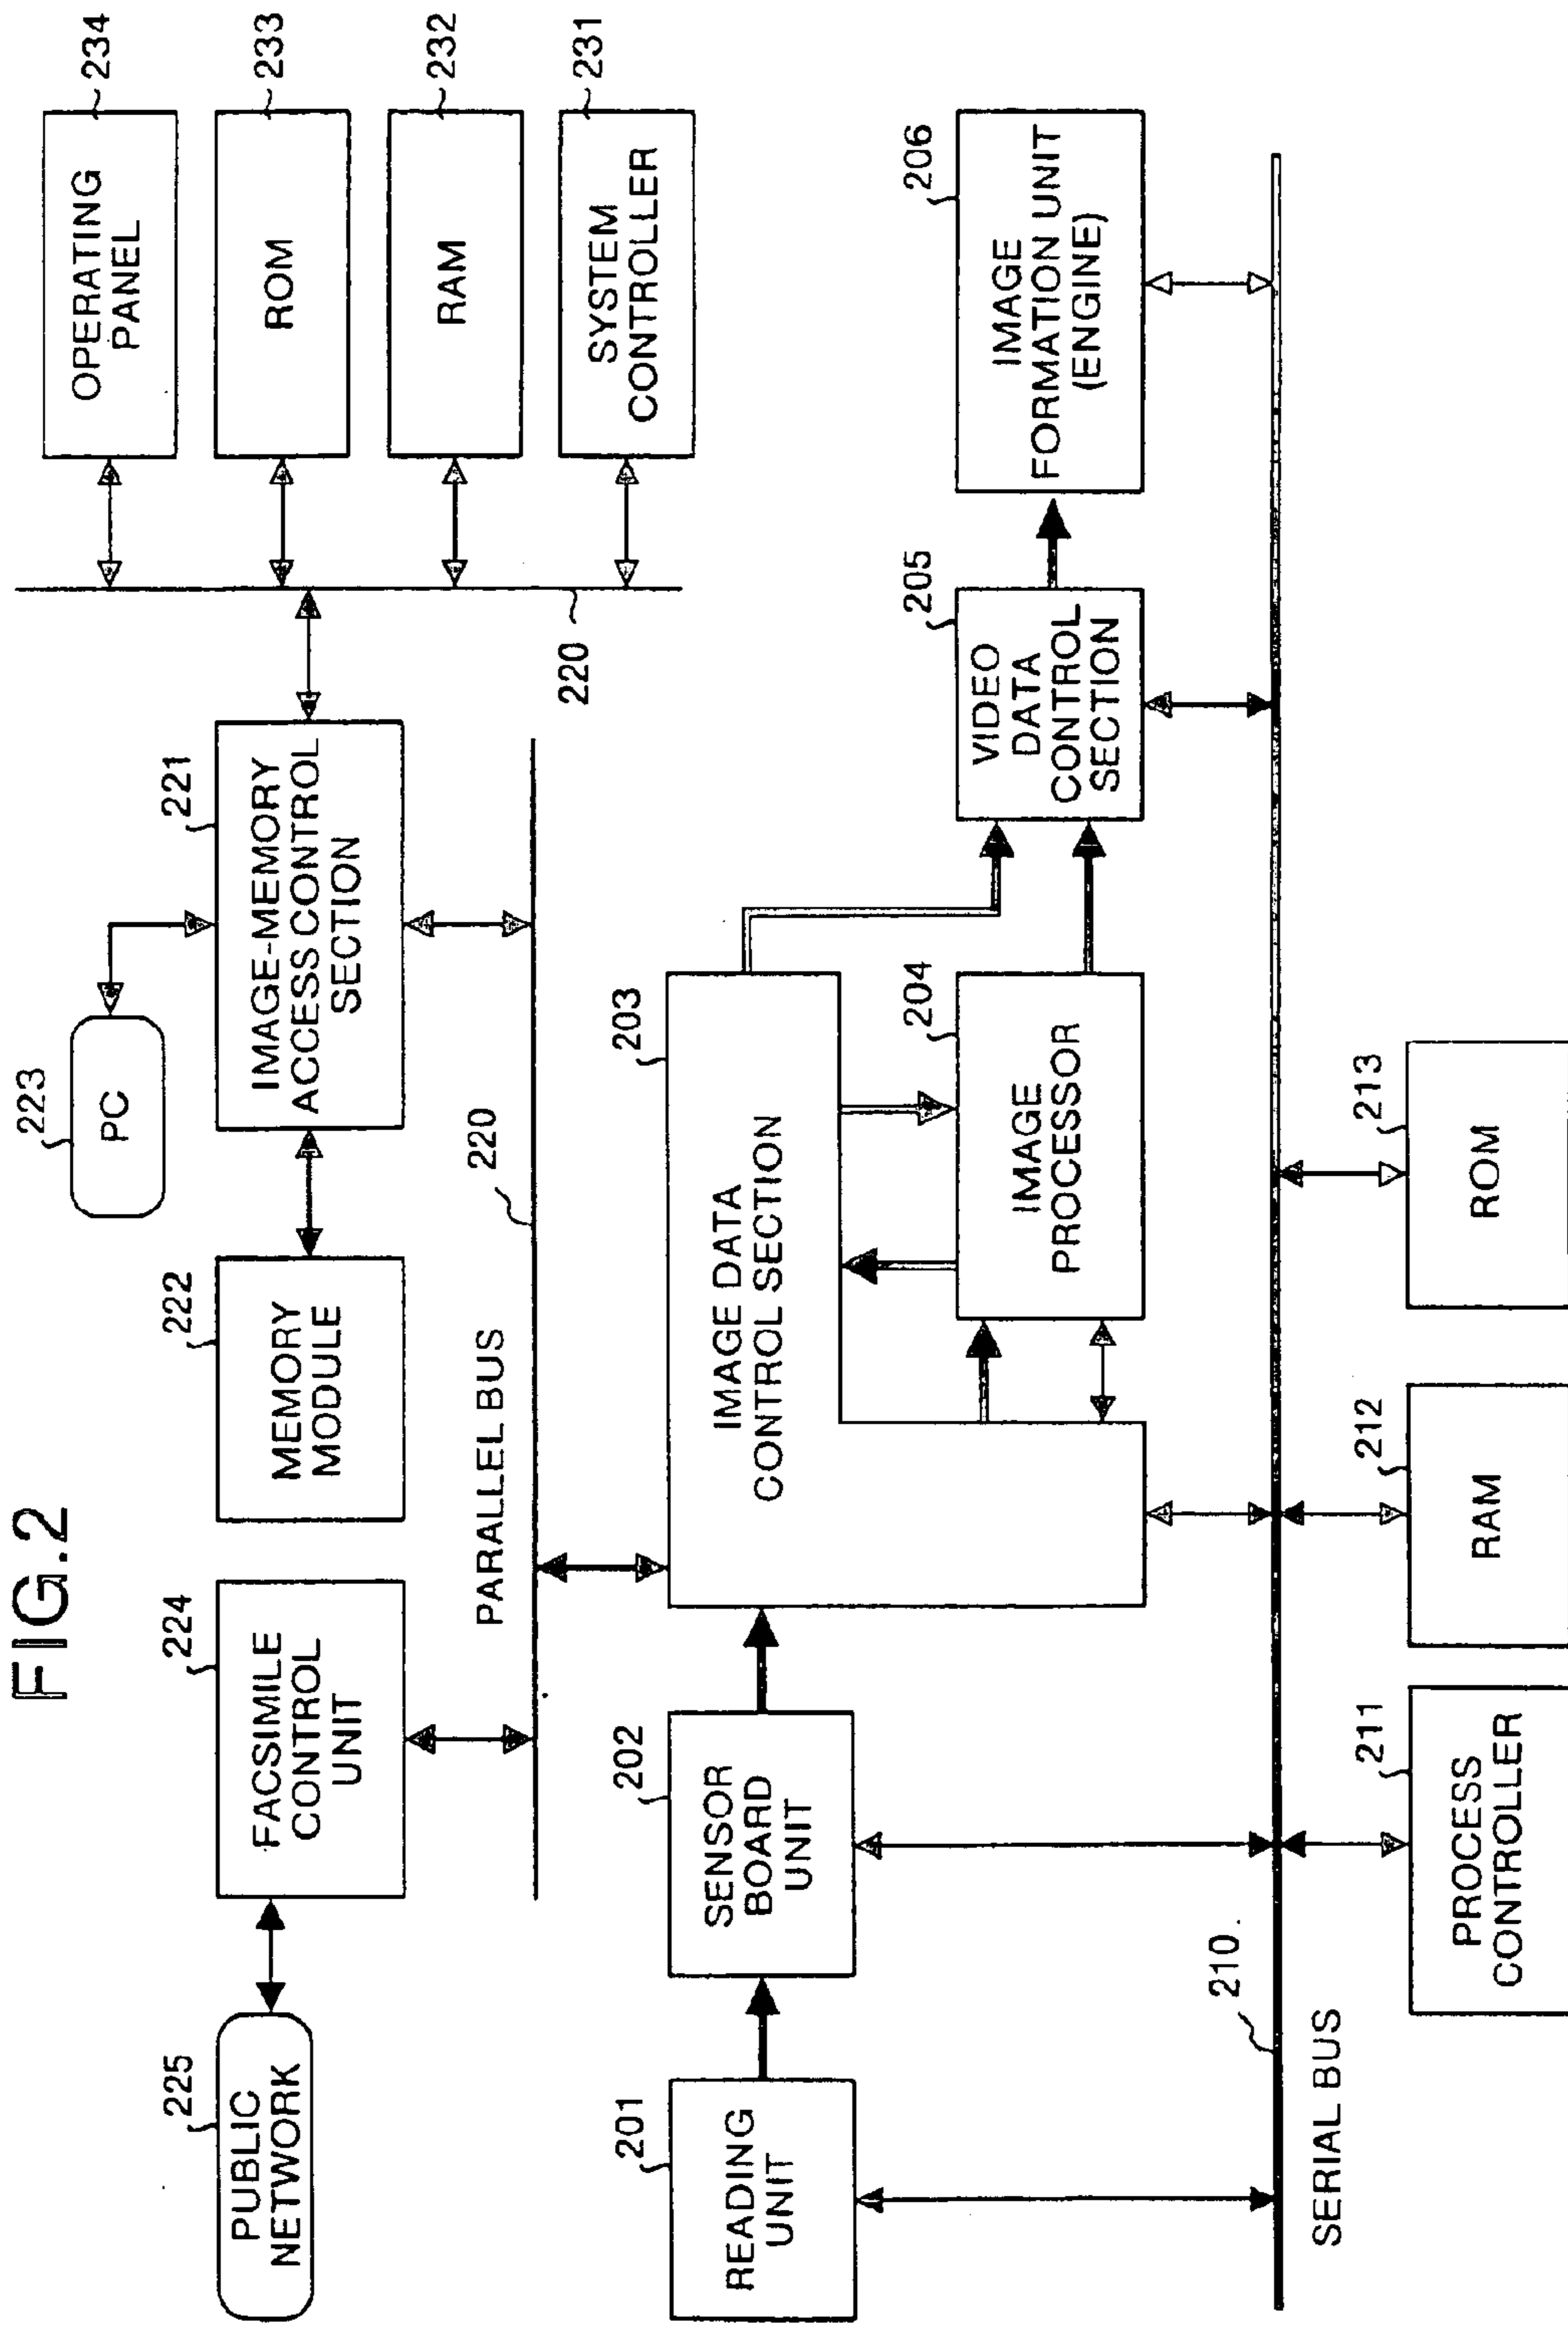 FIG.2
225
PUBLIC
NETWORK
224
FACSIMILE
CONTROL
UNIT
222
MEMORY
MODULE
223
PC
221
IMAGE-MEMORY
ACCESS CONTROL
SECTION
234
OPERATING
PANEL
233
ROM
232
RAM
231
SYSTEM
CONTROLLER
220
PARALLEL BUS
220
201
READING
UNIT
202
SENSOR
BOARD
UNIT
203
IMAGE DATA
CONTROL SECTION
204
IMAGE
PROCESSOR
205
VIDEO
DATA
CONTROL
SECTION
206
IMAGE
FORMATION UNIT
(ENGINE)
210
SERIAL BUS
211
PROCESS
CONTROLLER
212
RAM
213
ROM